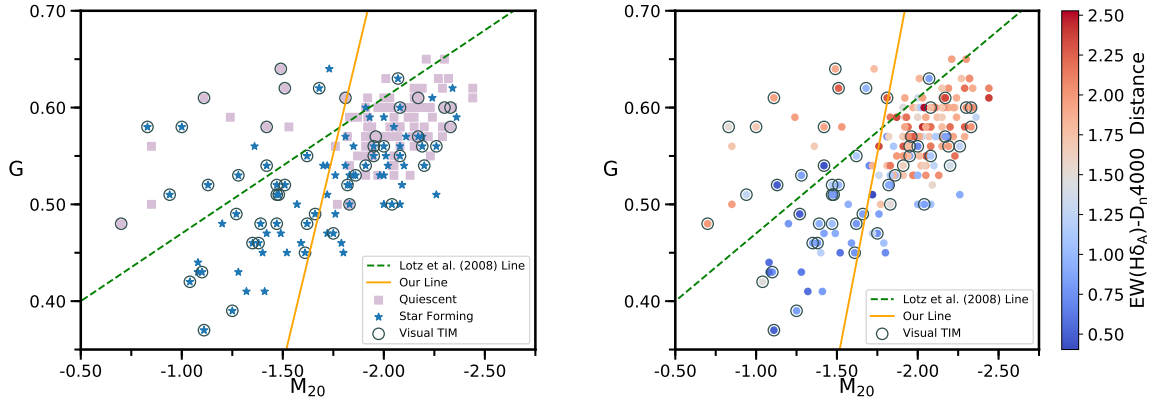 0.70
0.60
G
0.50
0.40
-0.50 -1.00 -1.50 -2.00 -2.50
M20
Lotz et al. (2008) Line
Our Line
Quiescent
Star Forming
Visual TIM
0.70
0.60
G
0.50
0.40
-0.50 -1.00 -1.50 -2.00 -2.50
M20
Lotz et al. (2008) Line
Our Line
Visual TIM
2.50
2.25
2.00
1.75
1.50
1.25
1.00
0.75
0.50
EW(HδA)-Dn4000 Distance